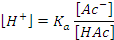 [H⁺] = Kₐ [Ac⁻] / [HAc]